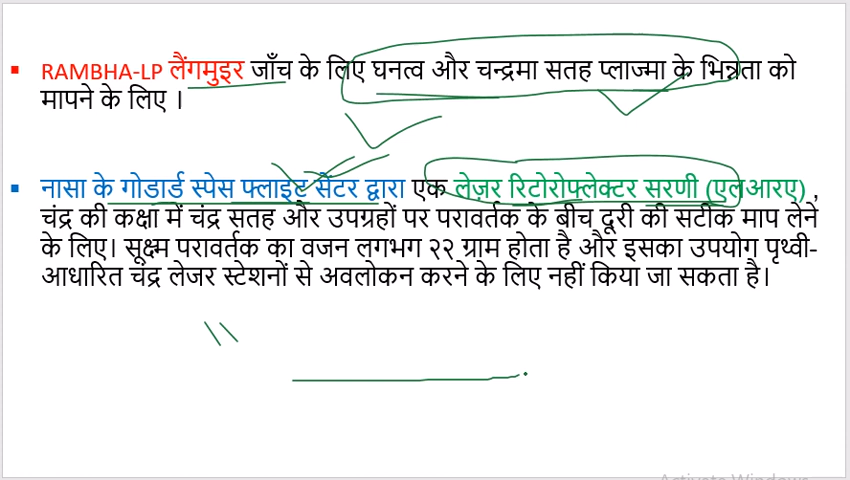 RAMBHA-LP लैंगमुइर जाँच के लिए घनत्व और चन्द्रमा सतह प्लाज्मा के भिन्नता को
मापने के लिए ।
नासा के गोडार्ड स्पेस फ्लाइट सेंटर द्वारा एक लेज़र रिटोरोफ्लेक्टर सरणी (एलआरए) ,
चंद्र की कक्षा में चंद्र सतह और उपग्रहों पर परावर्तक के बीच दूरी की सटीक माप लेने
के लिए। सूक्ष्म परावर्तक का वजन लगभग २२ ग्राम होता है और इसका उपयोग पृथ्वी-
आधारित चंद्र लेजर स्टेशनों से अवलोकन करने के लिए नहीं किया जा सकता है।
Activate Windows